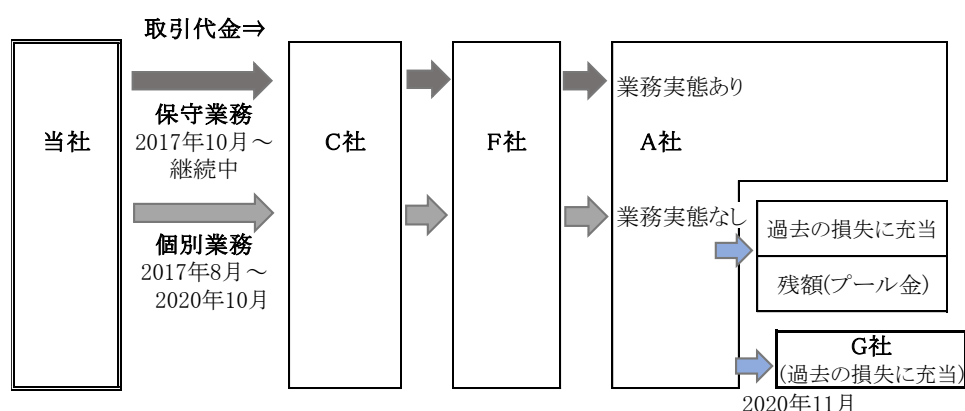 取引代金⇒
当社
保守業務
2017年10月～
継続中
C社
F社
A社
業務実態あり
個別業務
2017年8月～
2020年10月
業務実態なし
過去の損失に充当
残額(プール金)
G社
(過去の損失に充当)
2020年11月